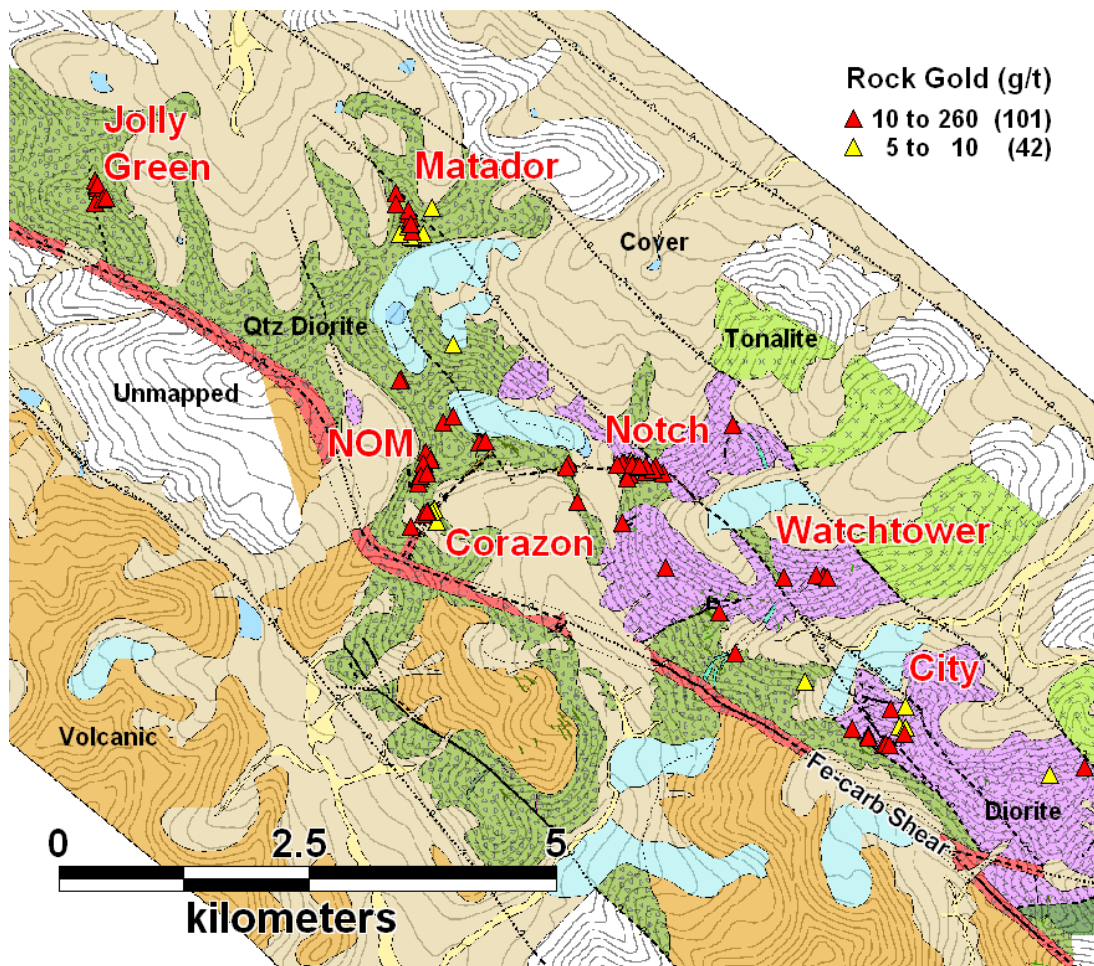 Rock Gold (g/t)
10 to 260 (101)
5 to 10 (42)
Jolly
Green
Matador
Cover
Qtz Diorite
Tonalite
Unmapped
NOM
Notch
Corazon
Watchtower
City
Volcanic
Fe-carb Shear
Diorite
0 2.5 5
kilometers